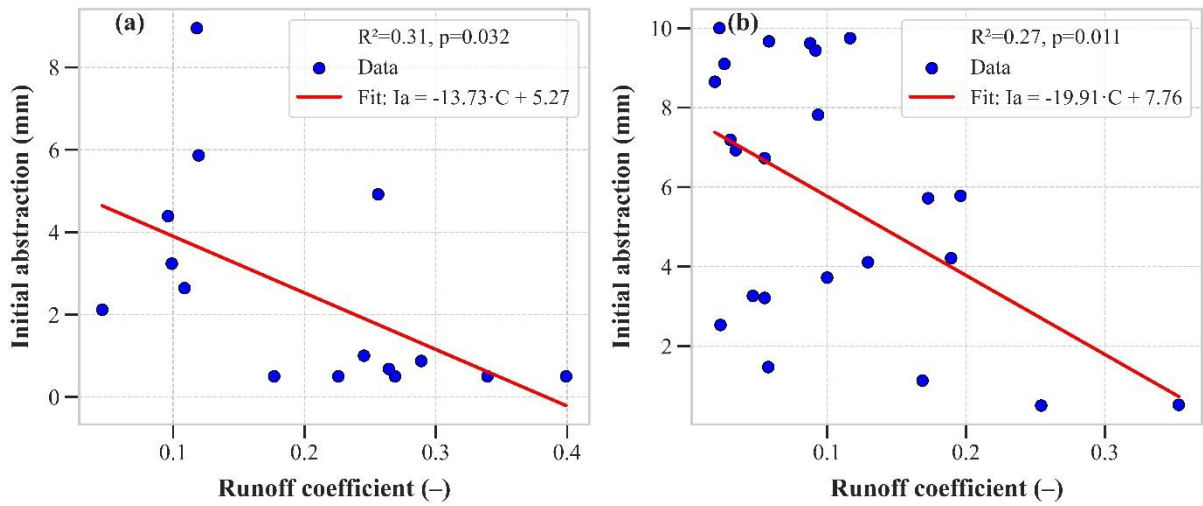 (a)
R²=0.31, p=0.032
Data
Fit: Ia = -13.73·C + 5.27
Initial abstraction (mm)
8
6
4
2
0
0.1
0.2
0.3
0.4
Runoff coefficient (–)
(b)
R²=0.27, p=0.011
Data
Fit: Ia = -19.91·C + 7.76
Initial abstraction (mm)
10
8
6
4
2
0.1
0.2
0.3
Runoff coefficient (–)